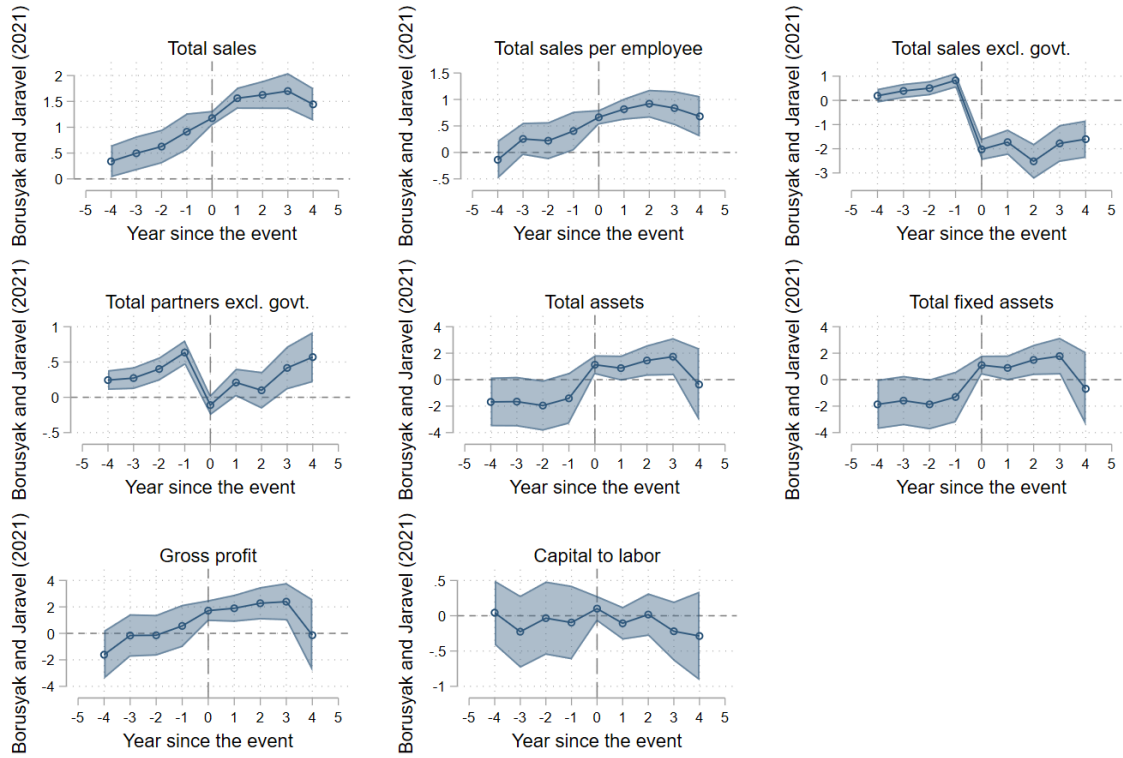 Borusyak and Jaravel (2021)
Total sales
2
1.5
1
.5
0
-5 -4 -3 -2 -1 0 1 2 3 4 5
Year since the event
Borusyak and Jaravel (2021)
Total sales per employee
1.5
1
.5
0
-.5
-5 -4 -3 -2 -1 0 1 2 3 4 5
Year since the event
Borusyak and Jaravel (2021)
Total sales excl. govt.
1
0
-1
-2
-3
-5 -4 -3 -2 -1 0 1 2 3 4 5
Year since the event
Borusyak and Jaravel (2021)
Total partners excl. govt.
1
.5
0
-.5
-5 -4 -3 -2 -1 0 1 2 3 4 5
Year since the event
Borusyak and Jaravel (2021)
Total assets
4
2
0
-2
-4
-5 -4 -3 -2 -1 0 1 2 3 4 5
Year since the event
Borusyak and Jaravel (2021)
Total fixed assets
4
2
0
-2
-4
-5 -4 -3 -2 -1 0 1 2 3 4 5
Year since the event
Borusyak and Jaravel (2021)
Gross profit
4
2
0
-2
-4
-5 -4 -3 -2 -1 0 1 2 3 4 5
Year since the event
Borusyak and Jaravel (2021)
Capital to labor
.5
0
-.5
-1
-5 -4 -3 -2 -1 0 1 2 3 4 5
Year since the event